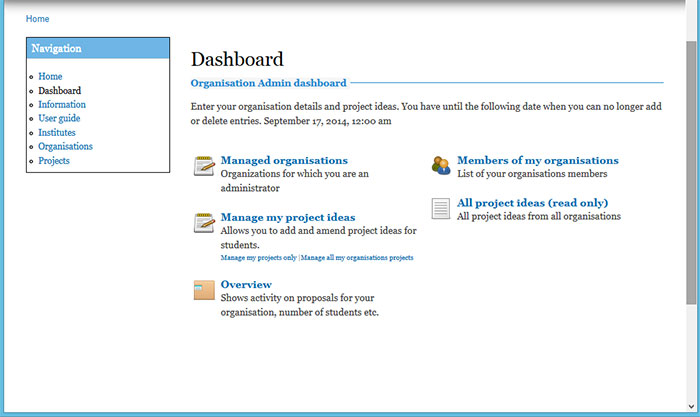 Home
Navigation
Home
Dashboard
Information
User guide
Institutes
Organisations
Projects
Dashboard
Organisation Admin dashboard
Enter your organisation details and project ideas. You have until the following date when you can no longer add
or delete entries. September 17, 2014, 12:00 am
Managed organisations
Organizations for which you are an
administrator
Manage my project ideas
Allows you to add and amend project ideas for
students.
Manage my projects only | Manage all my organisations projects
Overview
Shows activity on proposals for your
organisation, number of students etc.
Members of my organisations
List of your organisations members
All project ideas (read only)
All project ideas from all organisations